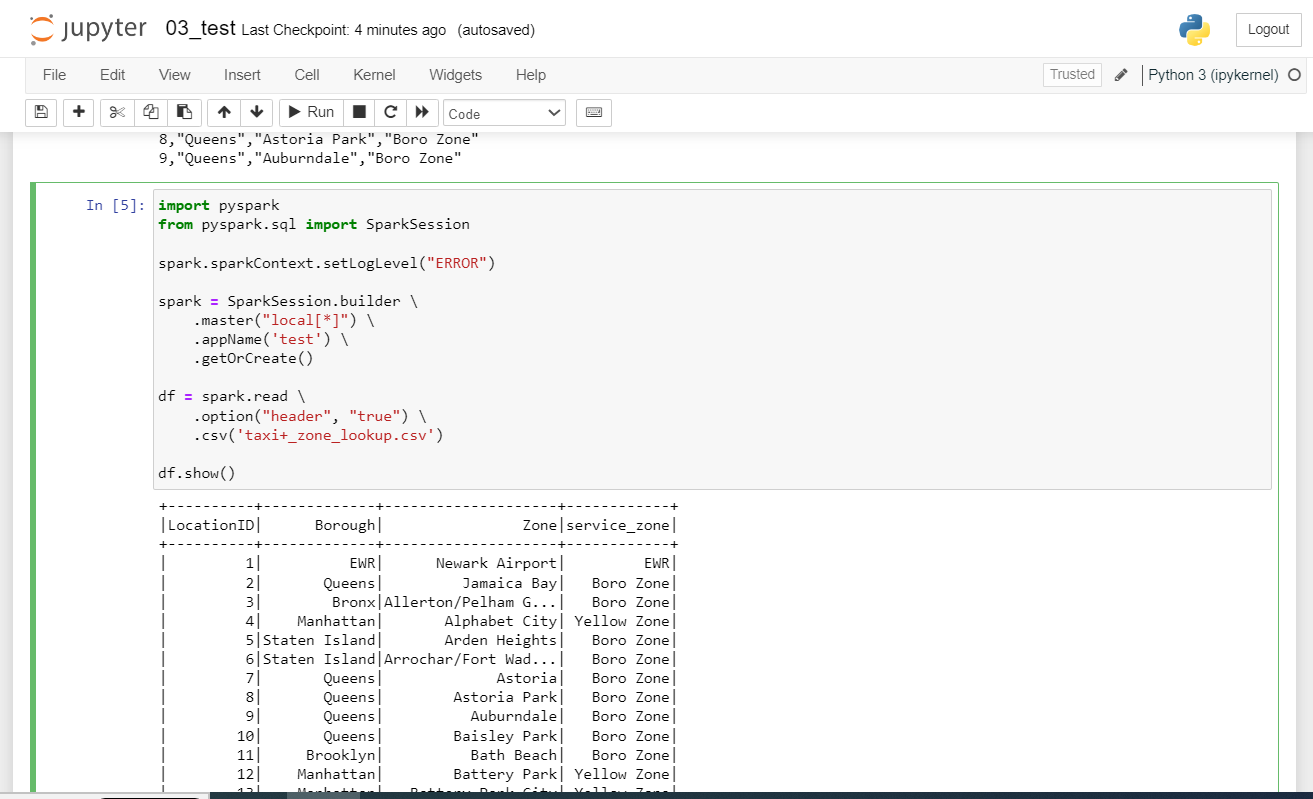 jupyter 03_test Last Checkpoint: 4 minutes ago (autosaved) Logout
File Edit View Insert Cell Kernel Widgets Help Trusted Python 3 (ipykernel)
Run Code
8,"Queens","Astoria Park","Boro Zone"
9,"Queens","Auburndale","Boro Zone"
In [5]:
import pyspark
from pyspark.sql import SparkSession
spark.sparkContext.setLogLevel("ERROR")
spark = SparkSession.builder \
    .master("local[*]") \
    .appName('test') \
    .getOrCreate()
df = spark.read \
    .option("header", "true") \
    .csv('taxi+_zone_lookup.csv')
df.show()
+----------+-------------+--------------------+------------+
|LocationID|      Borough|                Zone|service_zone|
+----------+-------------+--------------------+------------+
|         1|          EWR|      Newark Airport|         EWR|
|         2|       Queens|         Jamaica Bay|   Boro Zone|
|         3|        Bronx|Allerton/Pelham G...|   Boro Zone|
|         4|    Manhattan|       Alphabet City| Yellow Zone|
|         5|Staten Island|       Arden Heights|   Boro Zone|
|         6|Staten Island|Arrochar/Fort Wad...|   Boro Zone|
|         7|       Queens|             Astoria|   Boro Zone|
|         8|       Queens|        Astoria Park|   Boro Zone|
|         9|       Queens|          Auburndale|   Boro Zone|
|        10|       Queens|        Baisley Park|   Boro Zone|
|        11|     Brooklyn|          Bath Beach|   Boro Zone|
|        12|    Manhattan|        Battery Park| Yellow Zone|
|        13|    Manhattan|   Battery Park City| Yellow Zone|